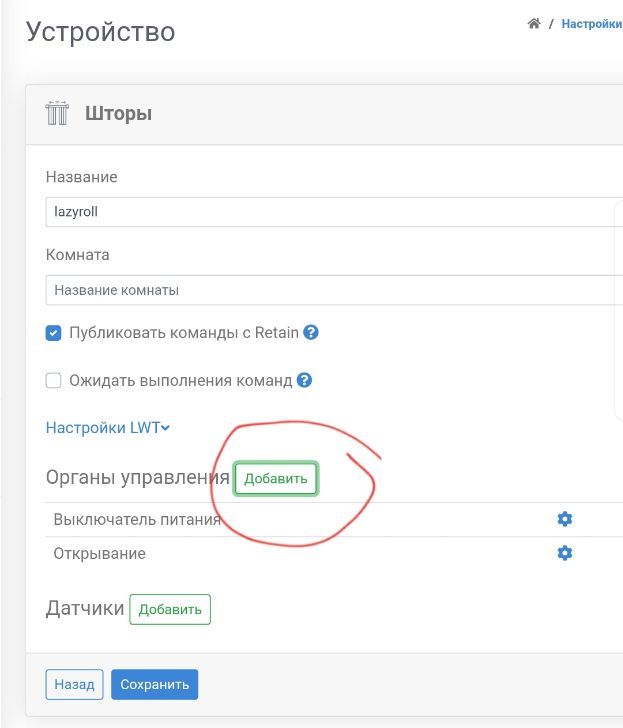 Устройство
/ Настройки
Шторы
Название
lazyroll
Комната
Название комнаты
Публиковать команды с Retain ?
Ожидать выполнения команд ?
Настройки LWT
Органы управления Добавить
Выключатель питания
Открывание
Датчики Добавить
Назад Сохранить